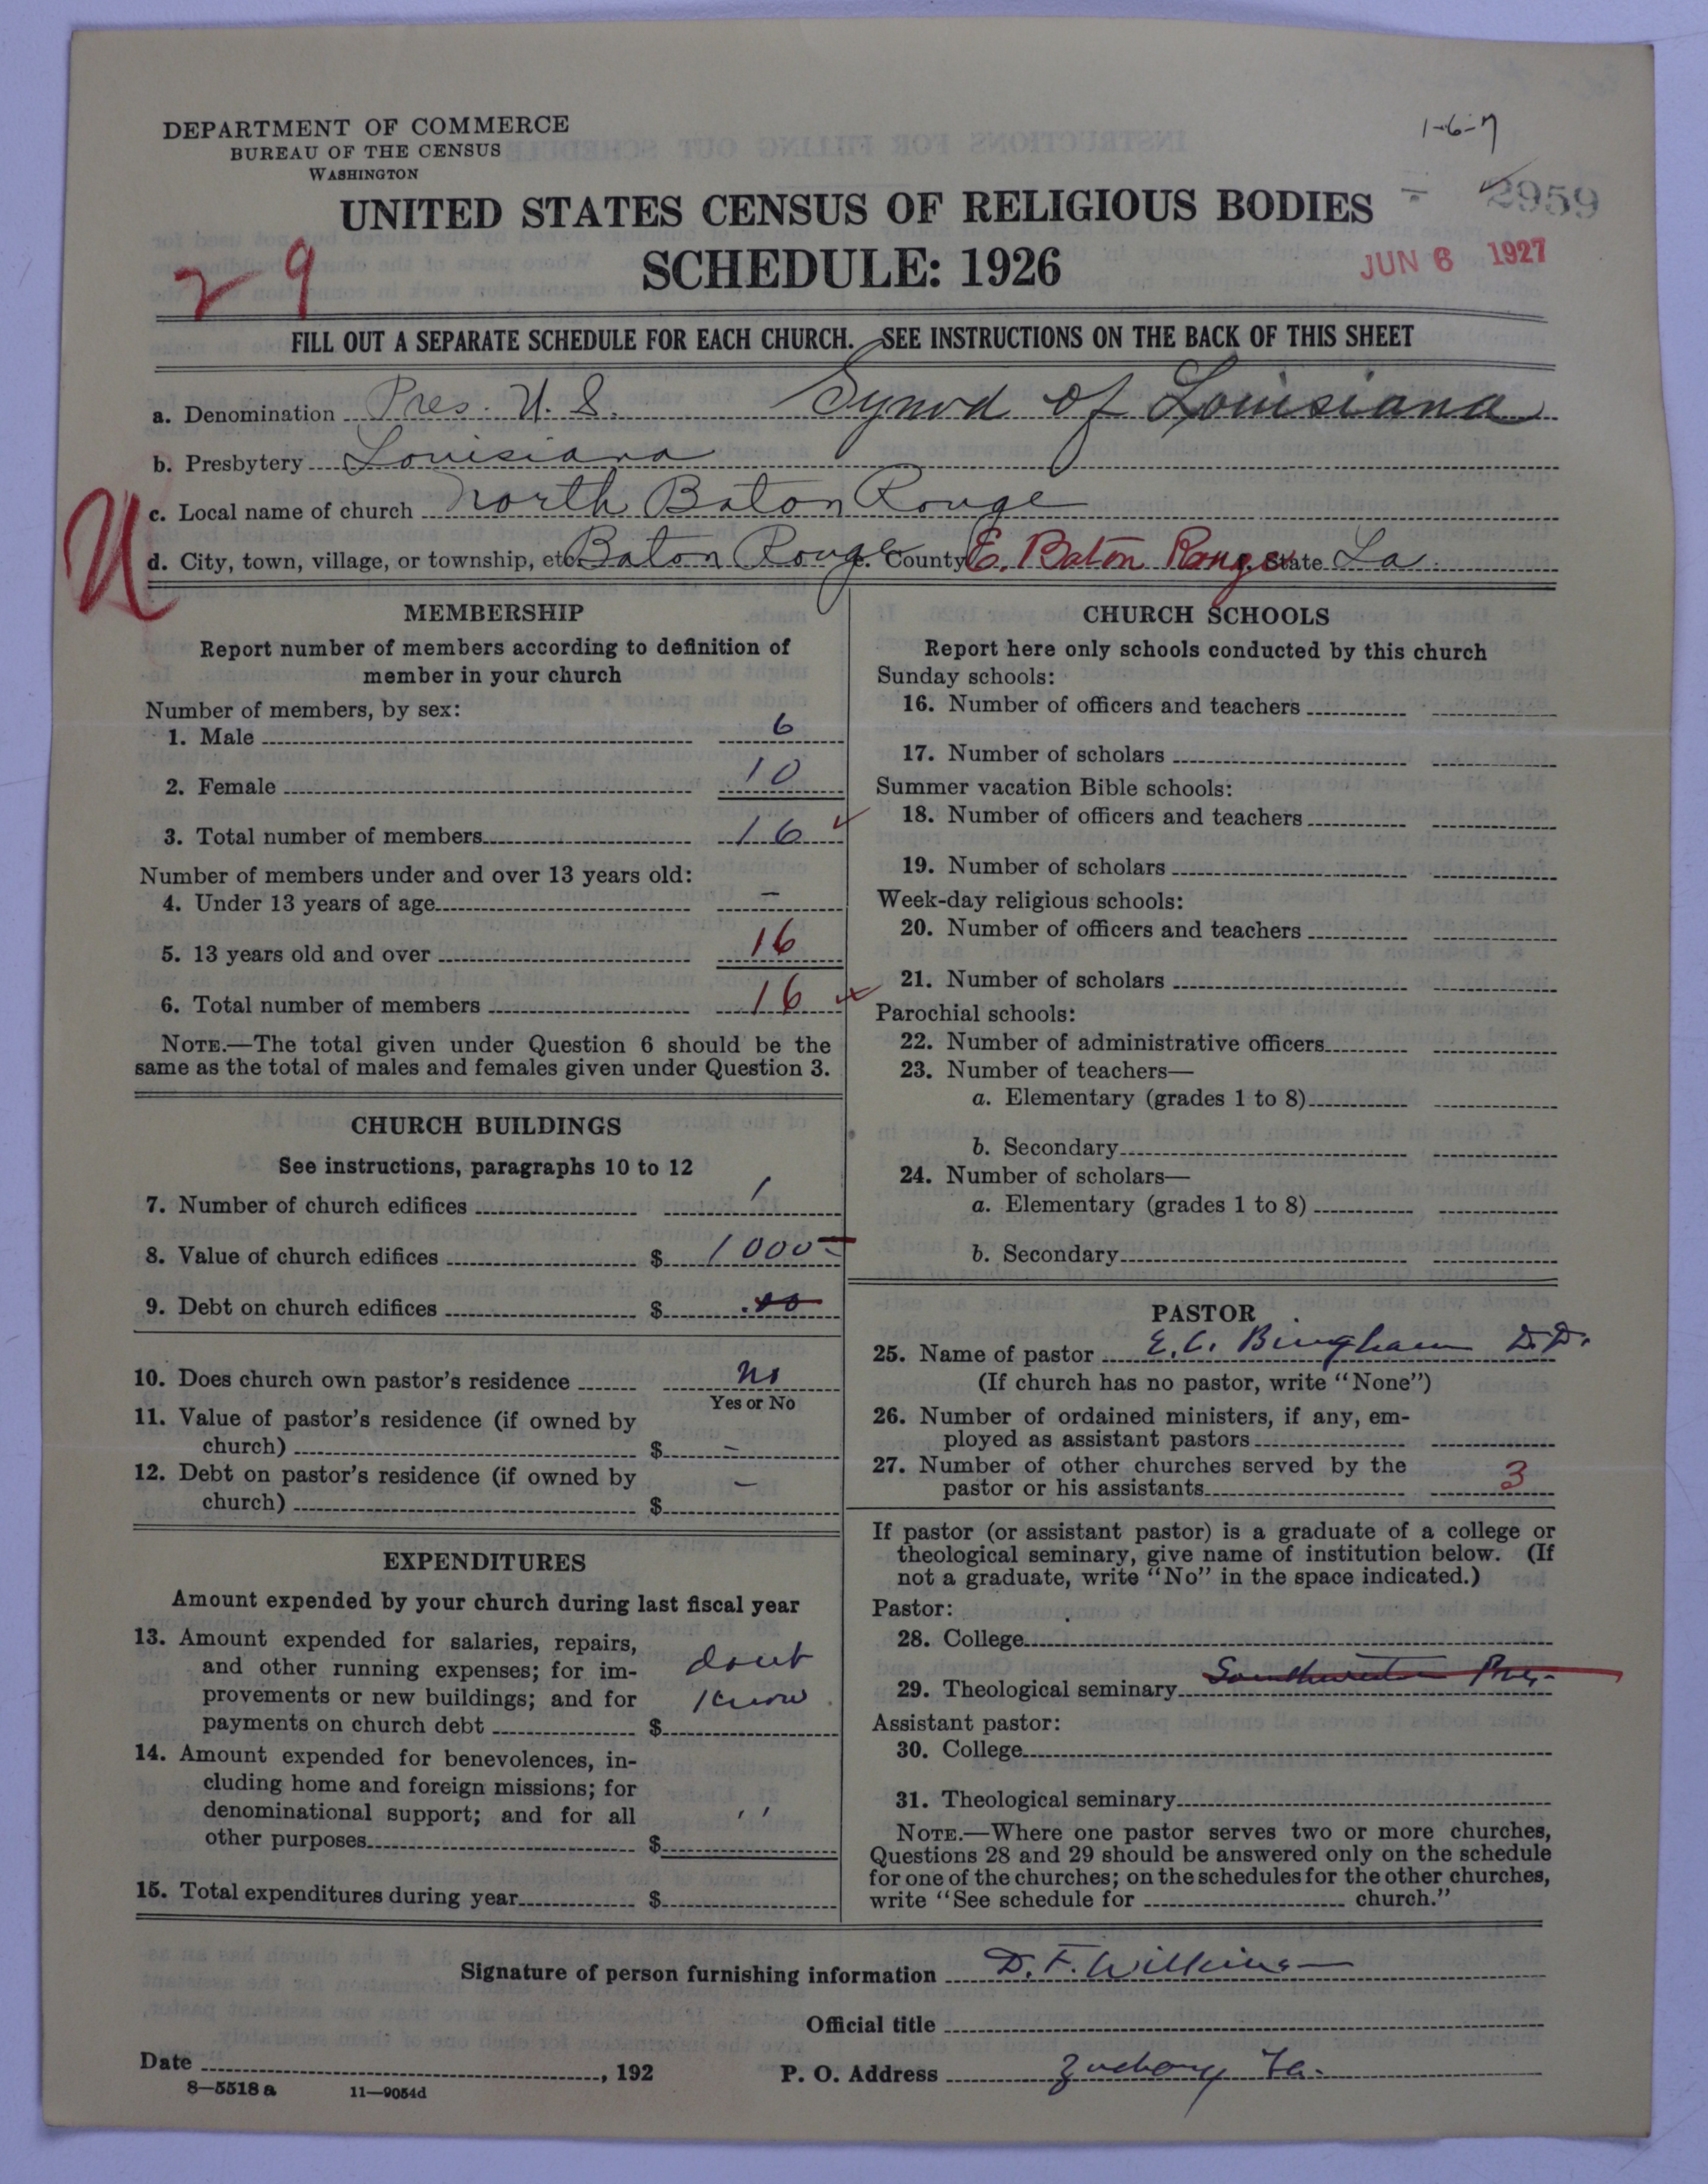 1-6-7
DEPARTMENT OF COMMERCE
BUREAU OF THE CENSUS
WASHINGTON
2959
UNITED STATES CENSUS OF RELIGIOUS BODIES
SCHEDULE: 1926
JUN 6 1927
29
FILL OUT A SEPARATE SCHEDULE FOR EACH CHURCH. SEE INSTRUCTIONS ON THE BACK OF THIS SHEET
a. Denomination Pres. U. S. Synod of Louisiana
b. Presbytery Louisiana
U
c. Local name of church North Baton Rouge
d. City, town, village, or township, etc. Baton Rouge e. County E. Baton Rouge f. State La.
MEMBERSHIP
Report number of members according to definition of
member in your church
Number of members, by sex:
1. Male 6
2. Female 10
3. Total number of members 16
Number of members under and over 13 years old:
4. Under 13 years of age –
5. 13 years old and over 16
6. Total number of members 16
NOTE.—The total given under Question 6 should be the
same as the total of males and females given under Question 3.
CHURCH BUILDINGS
See instructions, paragraphs 10 to 12
7. Number of church edifices 1
8. Value of church edifices $ 1000
9. Debt on church edifices $ .00
10. Does church own pastor's residence no
Yes or No
11. Value of pastor's residence (if owned by
church) $ –
12. Debt on pastor's residence (if owned by
church) $ –
EXPENDITURES
Amount expended by your church during last fiscal year
13. Amount expended for salaries, repairs,
and other running expenses; for im- dont
provements or new buildings; and for know
payments on church debt $
14. Amount expended for benevolences, in-
cluding home and foreign missions; for
denominational support; and for all ''
other purposes $
15. Total expenditures during year $
CHURCH SCHOOLS
Report here only schools conducted by this church
Sunday schools:
16. Number of officers and teachers
17. Number of scholars
Summer vacation Bible schools:
18. Number of officers and teachers
19. Number of scholars
Week-day religious schools:
20. Number of officers and teachers
21. Number of scholars
Parochial schools:
22. Number of administrative officers
23. Number of teachers—
a. Elementary (grades 1 to 8)
b. Secondary
24. Number of scholars—
a. Elementary (grades 1 to 8)
b. Secondary
PASTOR
25. Name of pastor E. C. Bingham D.D.
(If church has no pastor, write "None")
26. Number of ordained ministers, if any, em-
ployed as assistant pastors
27. Number of other churches served by the
pastor or his assistants 3
If pastor (or assistant pastor) is a graduate of a college or
theological seminary, give name of institution below. (If
not a graduate, write "No" in the space indicated.)
Pastor:
28. College
29. Theological seminary Southwestern Pres.
Assistant pastor:
30. College
31. Theological seminary
NOTE.—Where one pastor serves two or more churches,
Questions 28 and 29 should be answered only on the schedule
for one of the churches; on the schedules for the other churches,
write "See schedule for church."
Signature of person furnishing information D. F. Wilkins
Official title
Date , 192 P. O. Address Zachary La.
8—5518 a 11—9054d